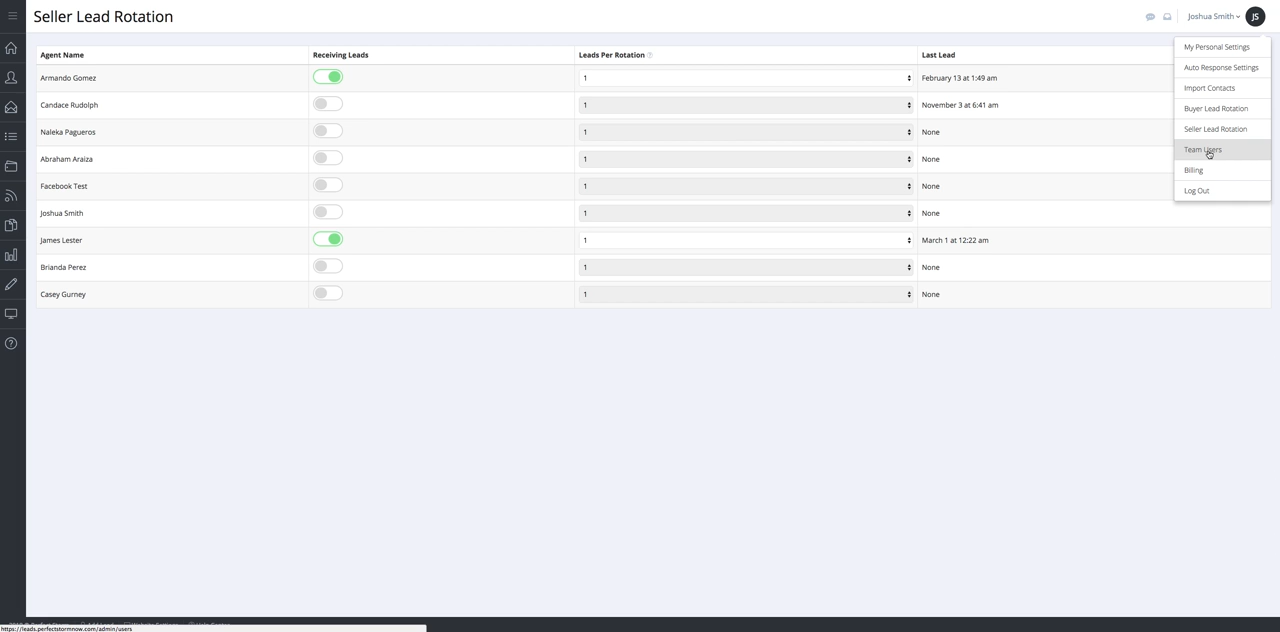 Seller Lead Rotation
Joshua Smith
JS
My Personal Settings
Auto Response Settings
Import Contacts
Buyer Lead Rotation
Seller Lead Rotation
Team Users
Billing
Log Out
Agent Name Receiving Leads Leads Per Rotation Last Lead
Armando Gomez 1 February 13 at 1:49 am
Candace Rudolph 1 November 3 at 6:41 am
Naleka Pagueros 1 None
Abraham Araiza 1 None
Facebook Test 1 None
Joshua Smith 1 None
James Lester 1 March 1 at 12:22 am
Brianda Perez 1 None
Casey Gurney 1 None
https://leads.perfectstormnow.com/admin/users